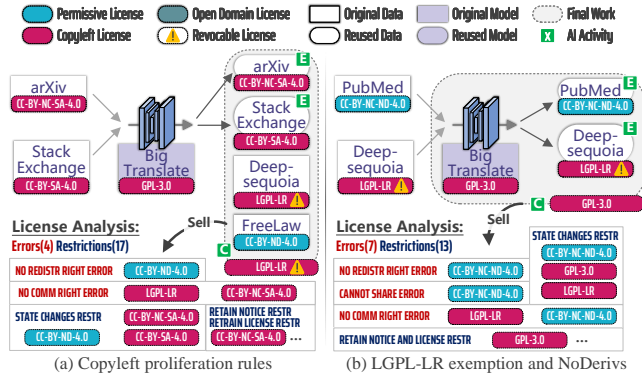 Permissive License
Open Domain License
Original Data
Original Model
Final Work
Copyleft License
Revocable License
Reused Data
Reused Model
X AI Activity
arXiv
CC-BY-NC-SA-4.0
Stack
Exchange
CC-BY-SA-4.0
Big
Translate
GPL-3.0
E
arXiv
CC-BY-NC-SA-4.0
E
Stack
Exchange
CC-BY-SA-4.0
Deep-
sequoia
LGPL-LR
FreeLaw
CC-BY-ND-4.0
C
LGPL-LR
Sell
License Analysis:
Errors(4) Restrictions(17)
NO REDISTR RIGHT ERROR CC-BY-ND-4.0
NO COMM RIGHT ERROR LGPL-LR CC-BY-NC-SA-4.0
STATE CHANGES RESTR CC-BY-NC-SA-4.0
CC-BY-ND-4.0 CC-BY-SA-4.0
RETAIN NOTICE RESTR
RETRAIN LICENSE RESTR
CC-BY-SA-4.0 ...
(a) Copyleft proliferation rules
PubMed
CC-BY-NC-ND-4.0
Deep-
sequoia
LGPL-LR
Big
Translate
GPL-3.0
E
PubMed
CC-BY-NC-ND-4.0
E
Deep-
sequoia
LGPL-LR
C GPL-3.0
Sell
License Analysis:
Errors(7) Restrictions(13)
NO REDISTR RIGHT ERROR CC-BY-NC-ND-4.0
CANNOT SHARE ERROR CC-BY-NC-ND-4.0
NO COMM RIGHT ERROR LGPL-LR CC-BY-NC-ND-4.0
STATE CHANGES RESTR
CC-BY-NC-ND-4.0
GPL-3.0
LGPL-LR
RETAIN NOTICE AND LICENSE RESTR GPL-3.0 ...
(b) LGPL-LR exemption and NoDerivs